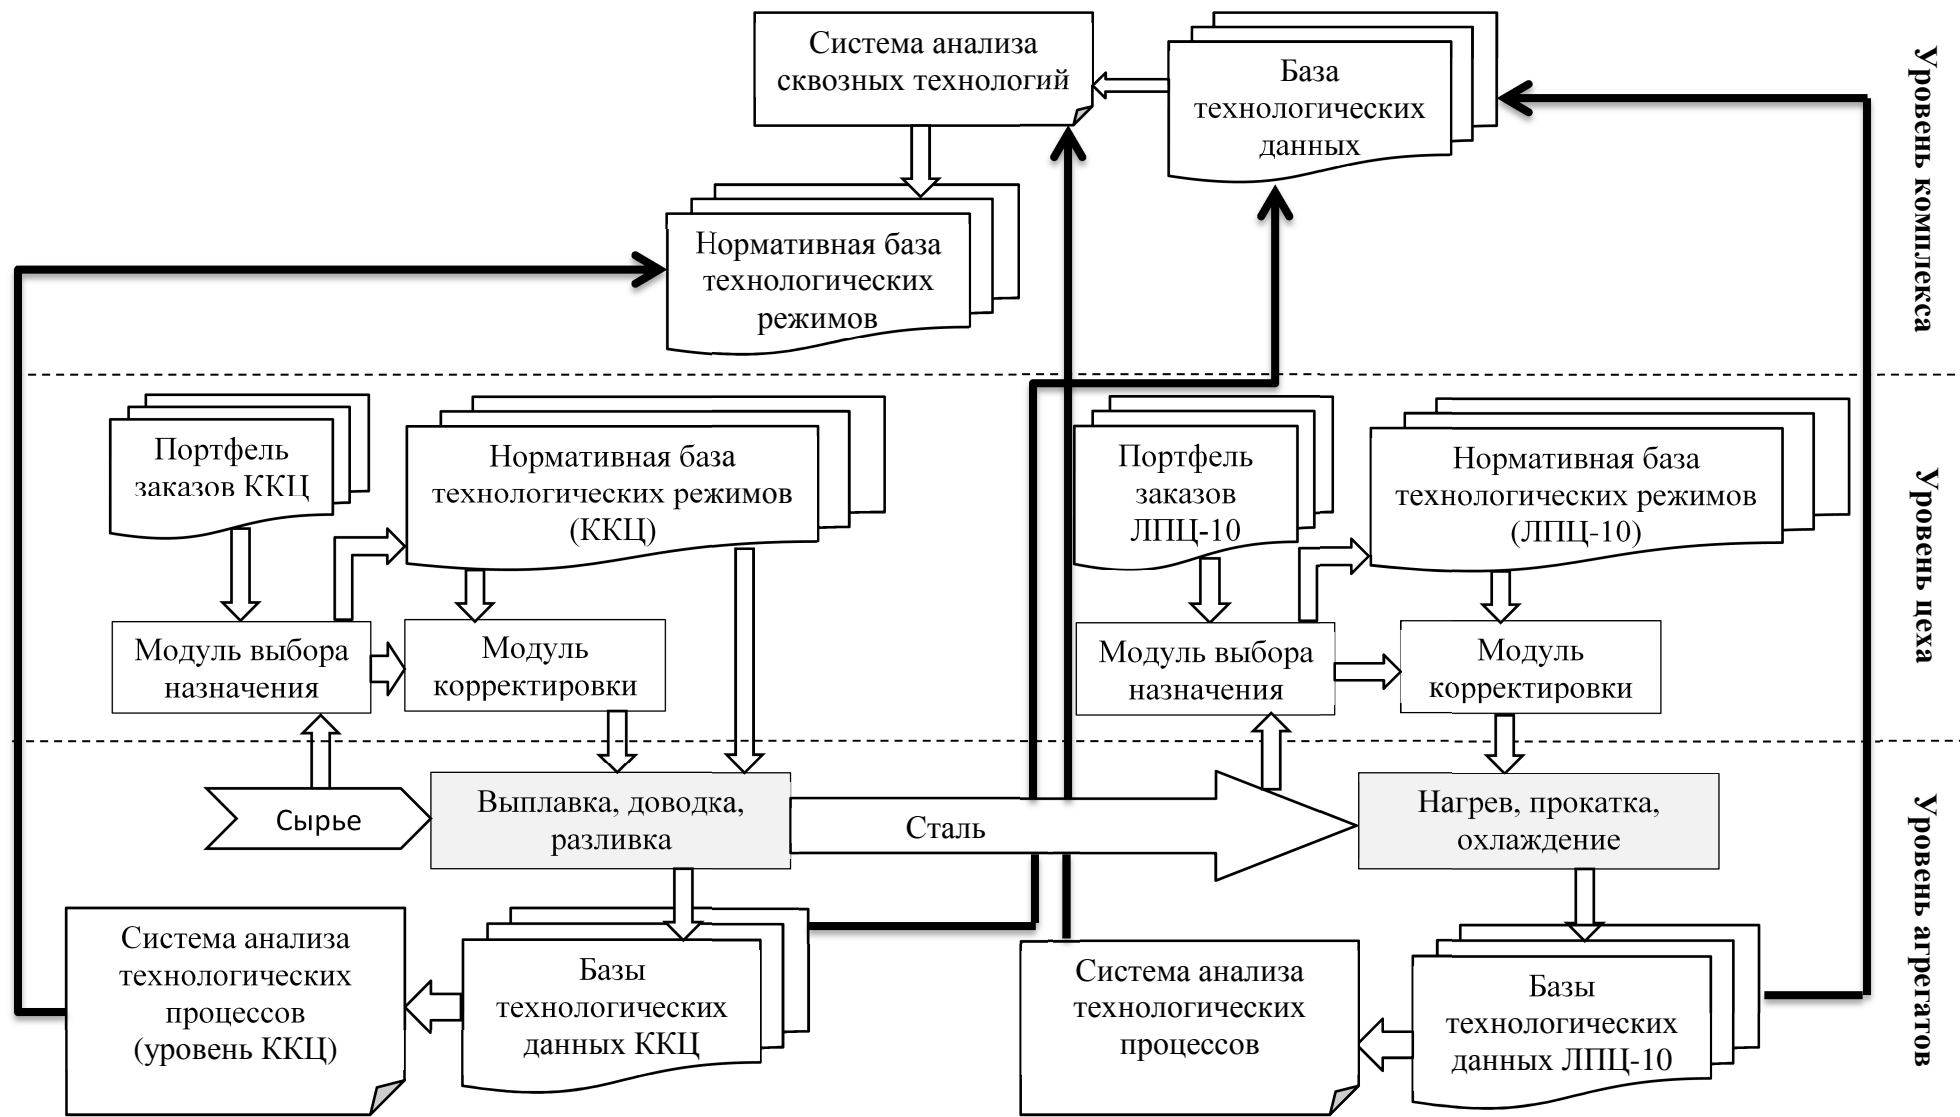 Система анализа
сквозных технологий
База
технологических
данных
Уровень комплекса
Нормативная база
технологических
режимов
Портфель
заказов ККЦ
Нормативная база
технологических режимов
(ККЦ)
Портфель
заказов
ЛПЦ-10
Нормативная база
технологических режимов
(ЛПЦ-10)
Уровень цеха
Модуль выбора
назначения
Модуль
корректировки
Модуль выбора
назначения
Модуль
корректировки
Сырье
Выплавка, доводка,
разливка
Сталь
Нагрев, прокатка,
охлаждение
Уровень агрегатов
Система анализа
технологических
процессов
(уровень ККЦ)
Базы
технологических
данных ККЦ
Система анализа
технологических
процессов
Базы
технологических
данных ЛПЦ-10